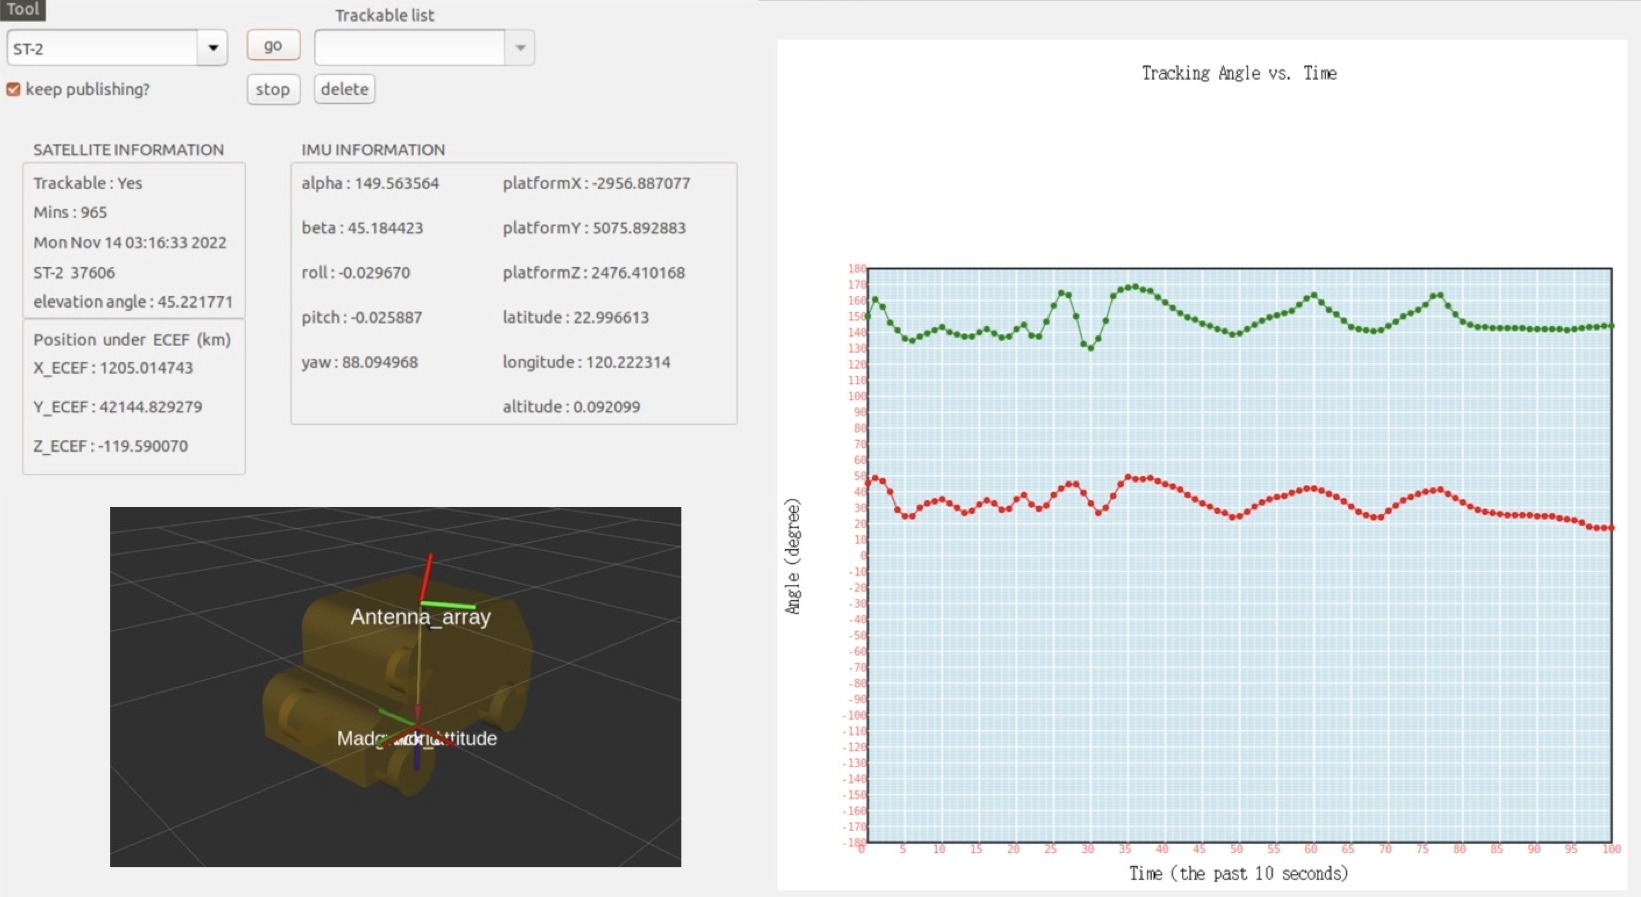 Tool
Trackable list
ST-2
go
keep publishing?
stop
delete
SATELLITE INFORMATION
Trackable : Yes
Mins : 965
Mon Nov 14 03:16:33 2022
ST-2 37606
elevation angle : 45.221771
Position under ECEF (km)
X_ECEF : 1205.014743
Y_ECEF : 42144.829279
Z_ECEF : -119.590070
IMU INFORMATION
alpha : 149.563564
beta : 45.184423
roll : -0.029670
pitch : -0.025887
yaw : 88.094968
platformX : -2956.887077
platformY : 5075.892883
platformZ : 2476.410168
latitude : 22.996613
longitude : 120.222314
altitude : 0.092099
Antenna_array
Tracking Angle vs. Time
Angle (degree)
180
170
160
150
140
130
120
110
100
90
80
70
60
50
40
30
20
10
0
-10
-20
-30
-40
-50
-60
-70
-80
-90
-100
-110
-120
-130
-140
-150
-160
-170
-180
0 5 10 15 20 25 30 35 40 45 50 55 60 65 70 75 80 85 90 95 100
Time (the past 10 seconds)